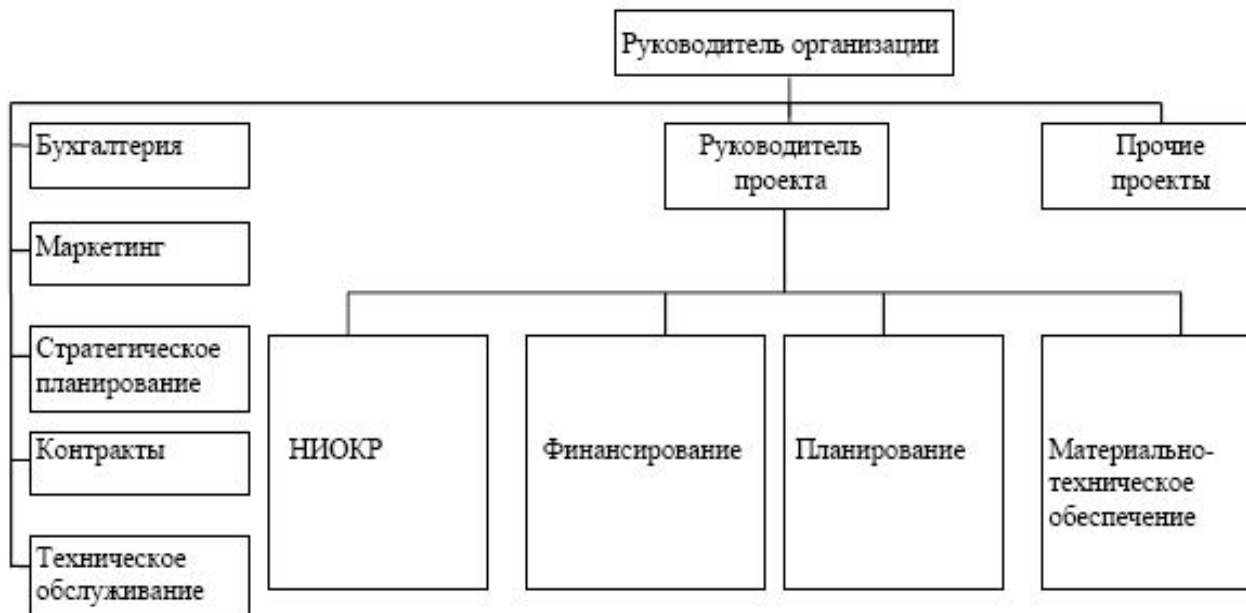 Руководитель организации
Бухгалтерия
Руководитель
проекта
Прочие
проекты
Маркетинг
Стратегическое
планирование
Контракты
НИОКР
Финансирование
Планирование
Материально-
техническое
обеспечение
Техническое
обслуживание